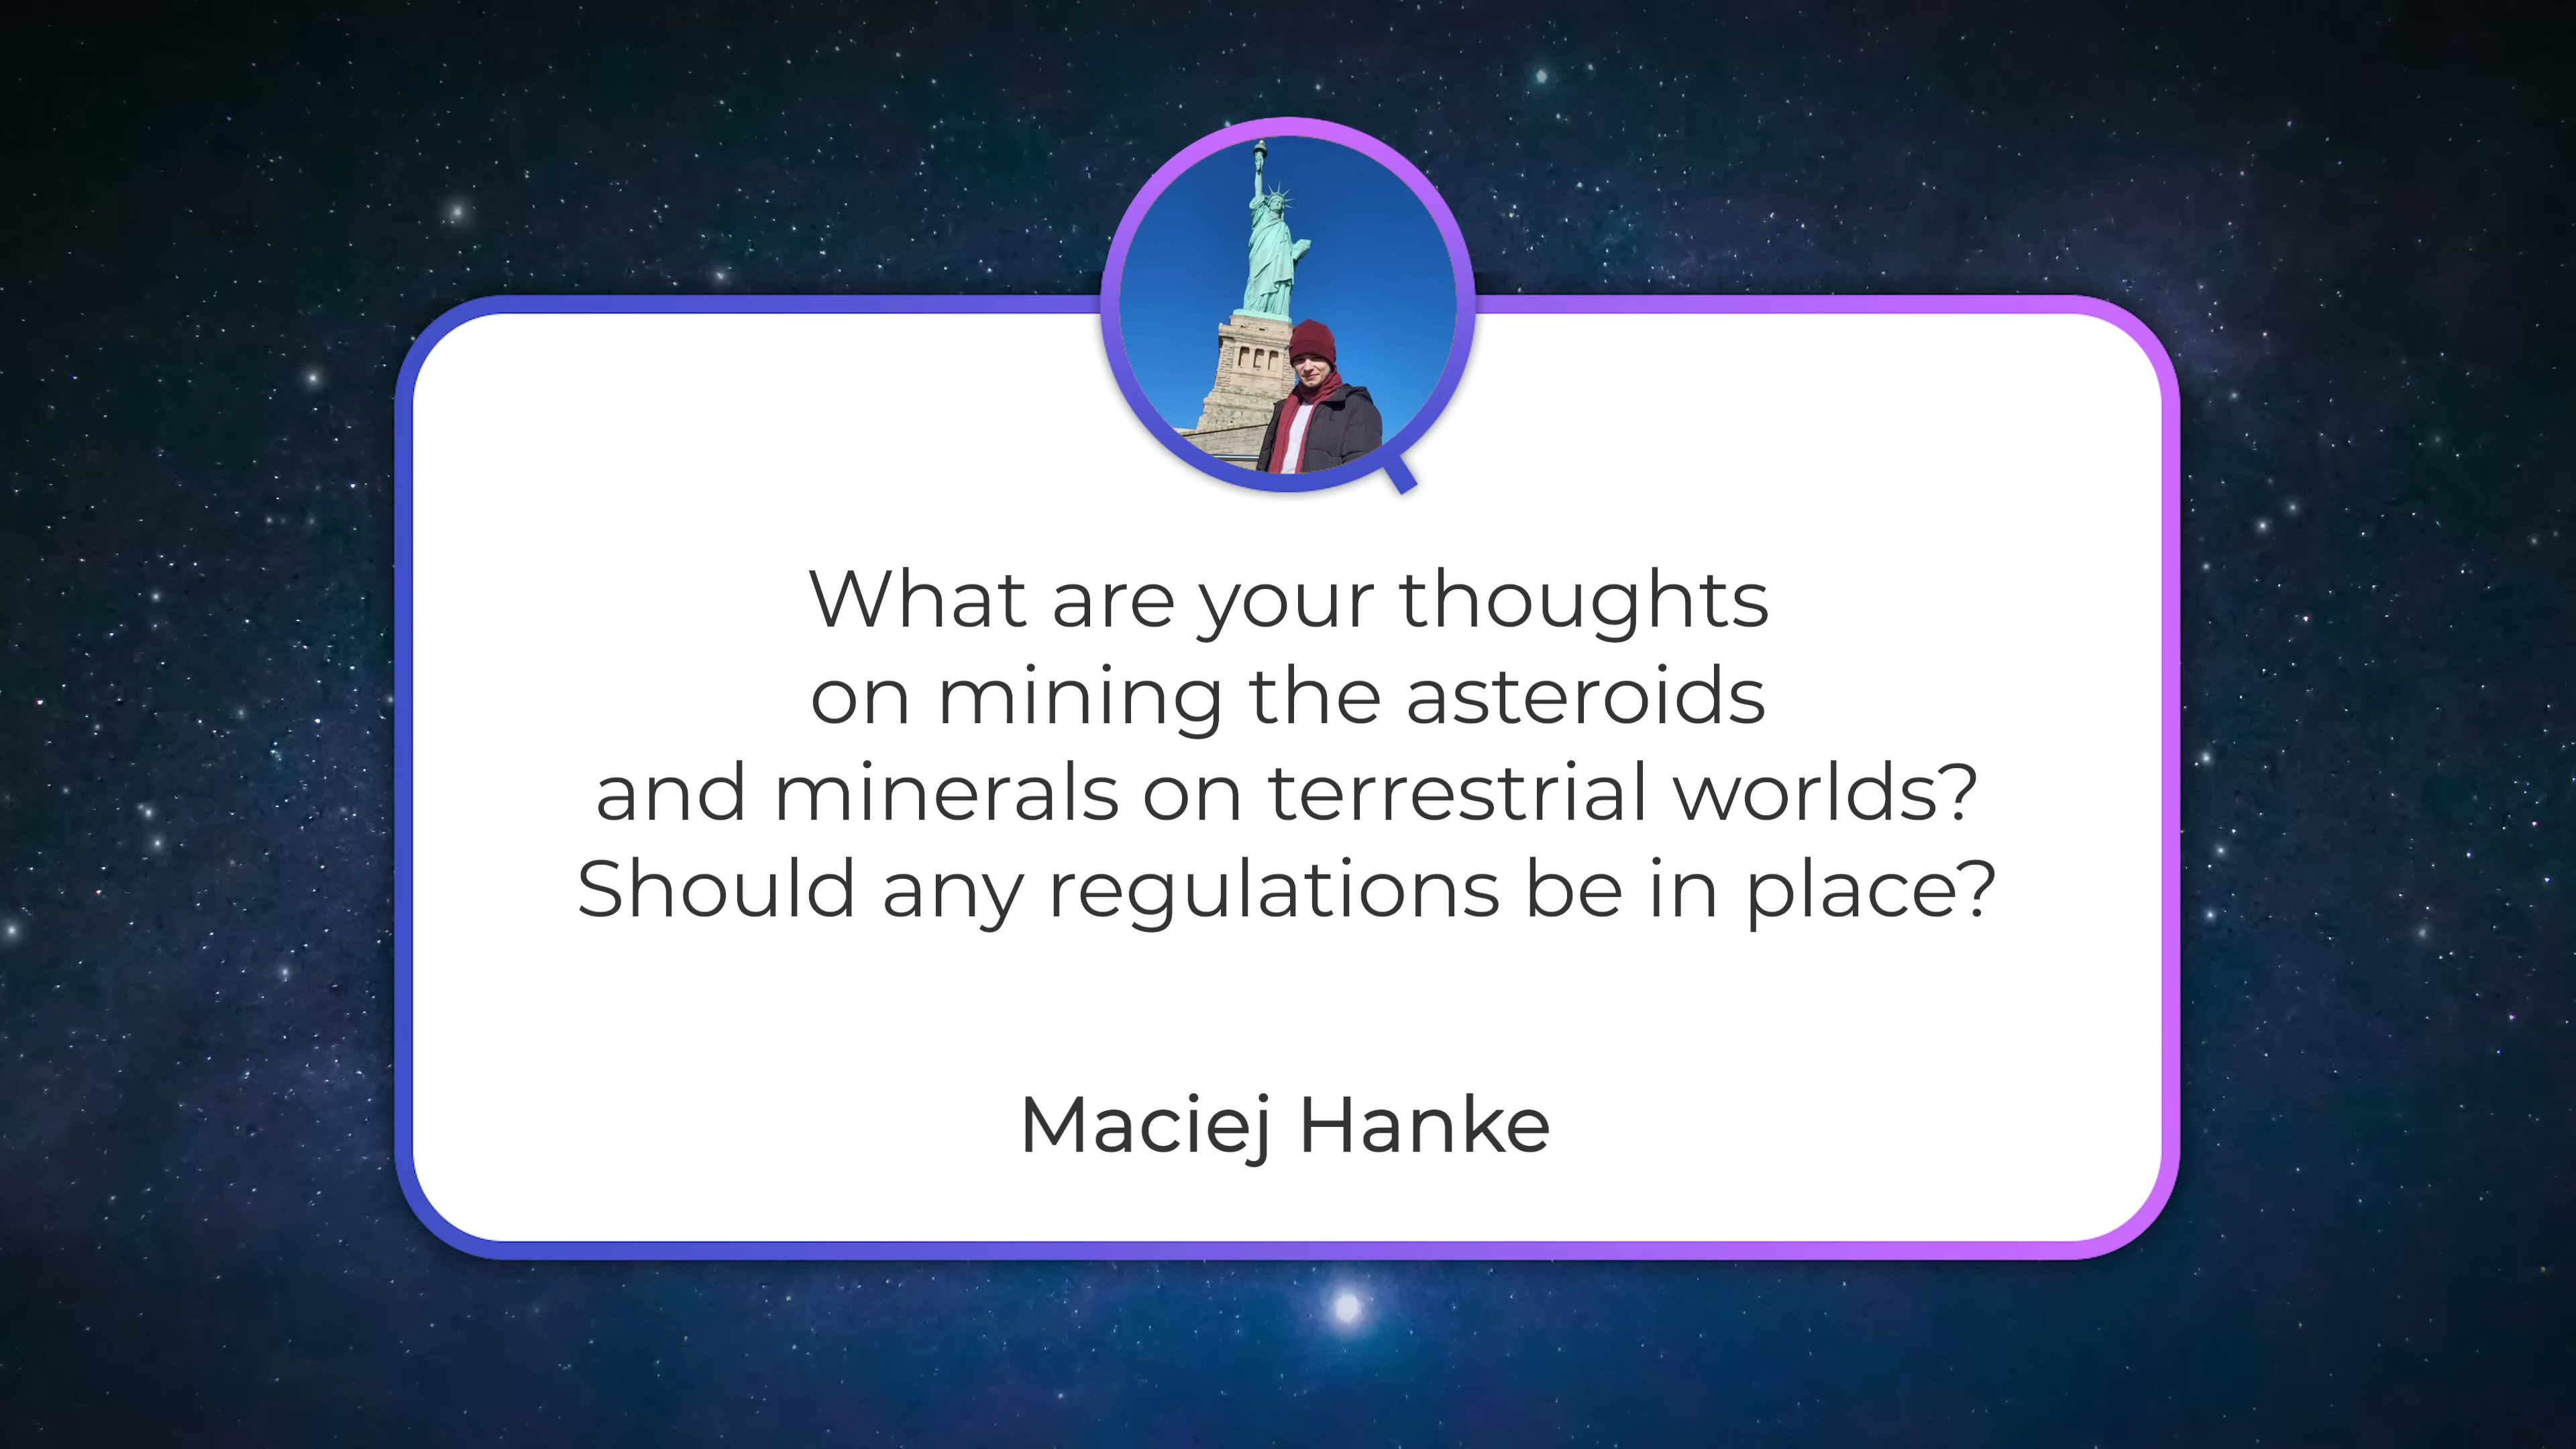 What are your thoughts
on mining the asteroids
and minerals on terrestrial worlds?
Should any regulations be in place?
Maciej Hanke